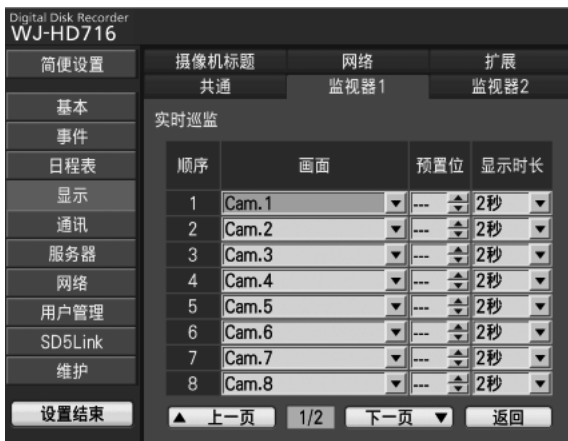 Digital Disk Recorder
WJ-HD716
简便设置
基本
事件
日程表
显示
通讯
服务器
网络
用户管理
SD5Link
维护
设置结束
摄像机标题 网络 扩展
共通 监视器1 监视器2
实时巡监
顺序 画面 预置位 显示时长
1 Cam.1 --- 2秒
2 Cam.2 --- 2秒
3 Cam.3 --- 2秒
4 Cam.4 --- 2秒
5 Cam.5 --- 2秒
6 Cam.6 --- 2秒
7 Cam.7 --- 2秒
8 Cam.8 --- 2秒
▲ 上一页 1/2 下一页 ▼ 返回